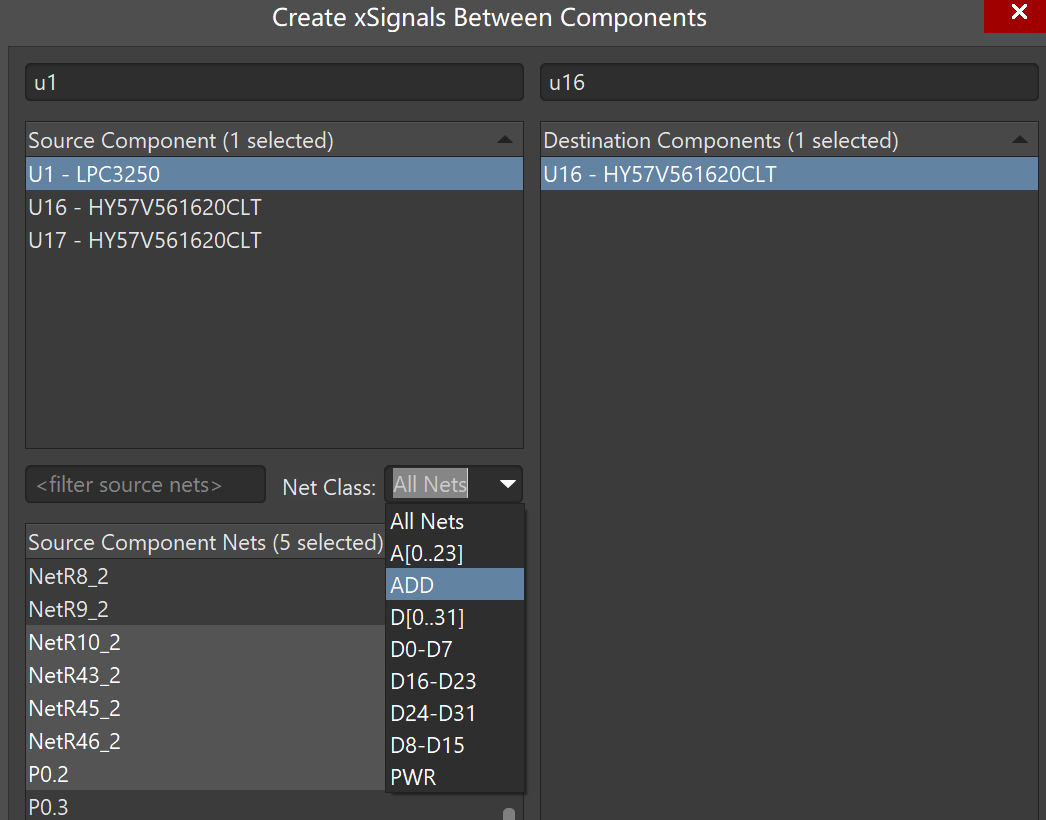 Create xSignals Between Components
u1
u16
Source Component (1 selected)
Destination Components (1 selected)
U1 - LPC3250
U16 - HY57V561620CLT
U16 - HY57V561620CLT
U17 - HY57V561620CLT
<filter source nets>
Net Class:
All Nets
Source Component Nets (5 selected)
NetR8_2
NetR9_2
NetR10_2
NetR43_2
NetR45_2
NetR46_2
P0.2
P0.3
All Nets
A[0..23]
ADD
D[0..31]
D0-D7
D16-D23
D24-D31
D8-D15
PWR